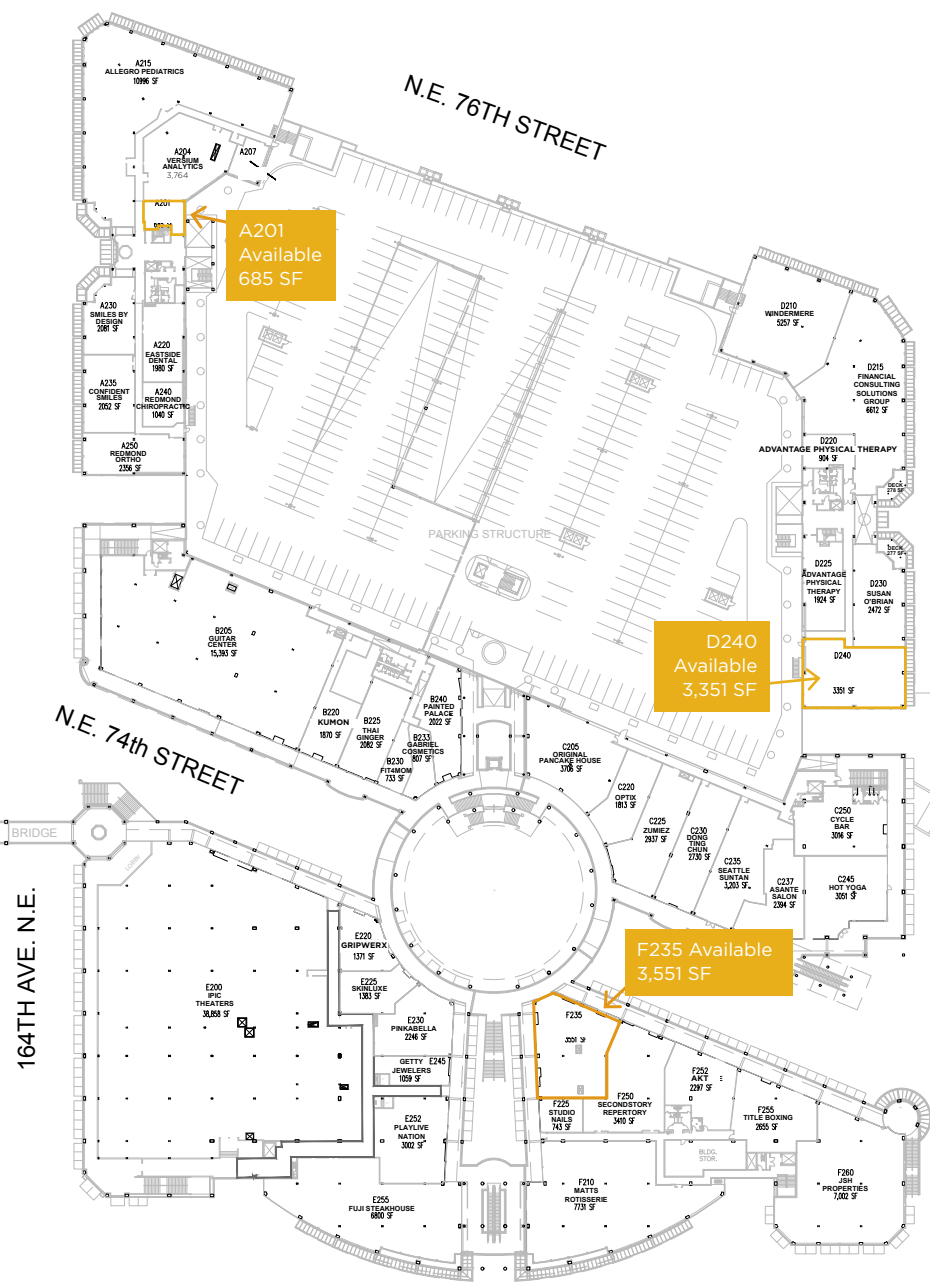 N.E. 76TH STREET
A215
ALLEGRO PEDIATRICS
10996 SF
A204
VERSIUM
ANALYTICS
3,764
A207
A201
A201
Available
685 SF
A230
SMILES BY
DESIGN
2081 SF
A220
EASTSIDE
DENTAL
1980 SF
A235
CONFIDENT
SMILES
2052 SF
A240
REDMOND
CHIROPRACTIC
1040 SF
A250
REDMOND
ORTHO
2356 SF
D210
WINDERMERE
5257 SF
D215
FINANCIAL
CONSULTING
SOLUTIONS
GROUP
6612 SF
D220
ADVANTAGE PHYSICAL THERAPY
904 SF
DECK
278 SF
PARKING STRUCTURE
DECK
277 SF
D225
ADVANTAGE
PHYSICAL
THERAPY
1924 SF
D230
SUSAN
O'BRIAN
2472 SF
D240
Available
3,351 SF
D240
3351 SF
B205
GUITAR
CENTER
15,393 SF
B220
KUMON
1870 SF
B225
THAI
GINGER
2082 SF
B230
FIT4MOM
733 SF
B240
PAINTED
PALACE
2022 SF
B233
GABRIEL
COSMETICS
807 SF
N.E. 74th STREET
C205
ORIGINAL
PANCAKE HOUSE
3706 SF
C220
OPTIX
1813 SF
C225
ZUMIEZ
2937 SF
C230
DONG
TING
CHUN
2730 SF
C235
SEATTLE
SUNTAN
3,203 SF
C237
ASANTE
SALON
2394 SF
C250
CYCLE
BAR
3016 SF
C245
HOT YOGA
3051 SF
BRIDGE
LOBBY
164TH AVE. N.E.
E200
IPIC
THEATERS
38,858 SF
E220
GRIPWERX
1371 SF
E225
SKINLUXE
1383 SF
E230
PINKABELLA
2246 SF
GETTY E245
JEWELERS
1059 SF
E252
PLAYLIVE
NATION
3002 SF
E255
FUJI STEAKHOUSE
6800 SF
F235 Available
3,551 SF
F235
3551 SF
F225
STUDIO
NAILS
743 SF
F250
SECONDSTORY
REPERTORY
3410 SF
F252
AKT
2297 SF
F255
TITLE BOXING
2655 SF
BLDG.
STOR.
F210
MATTS
ROTISSERIE
7731 SF
F260
JSH
PROPERTIES
7,002 SF